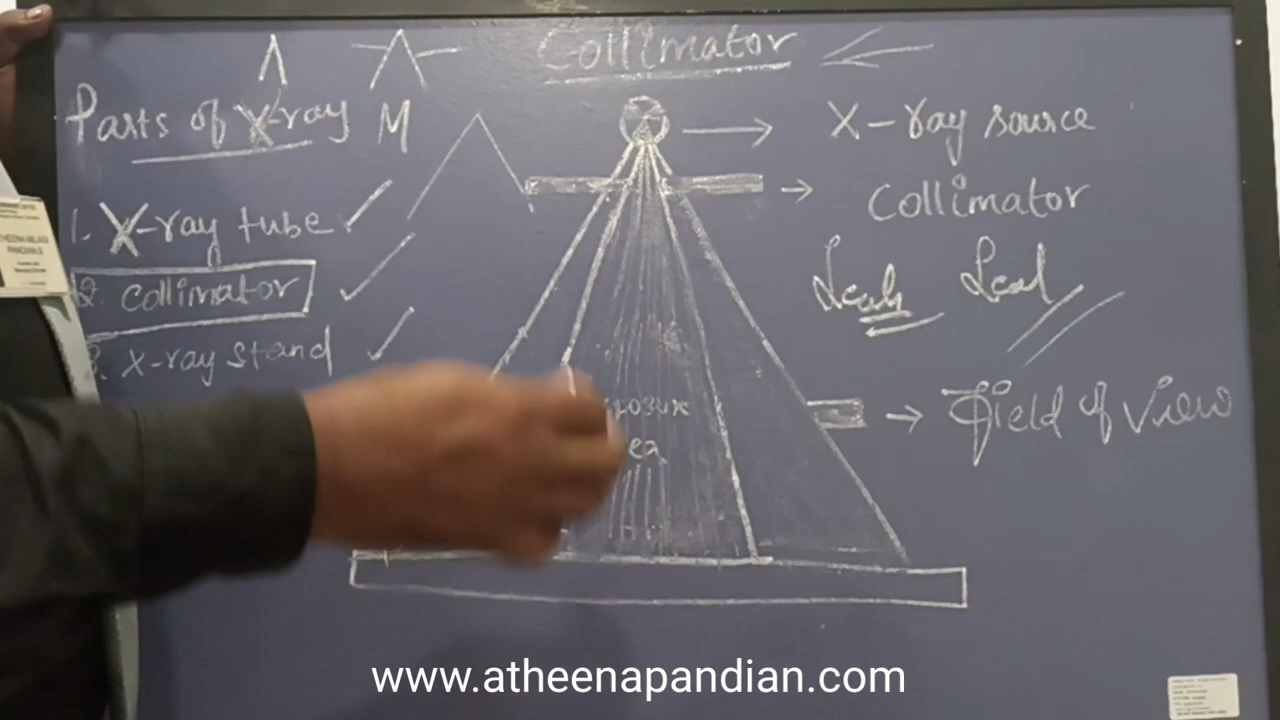 Collimator
Parts of X-ray M
1. X-ray tube
2. Collimator
3. X-ray stand
X-ray source
Collimator
Leak Lead
Field of View
www.atheenapandian.com